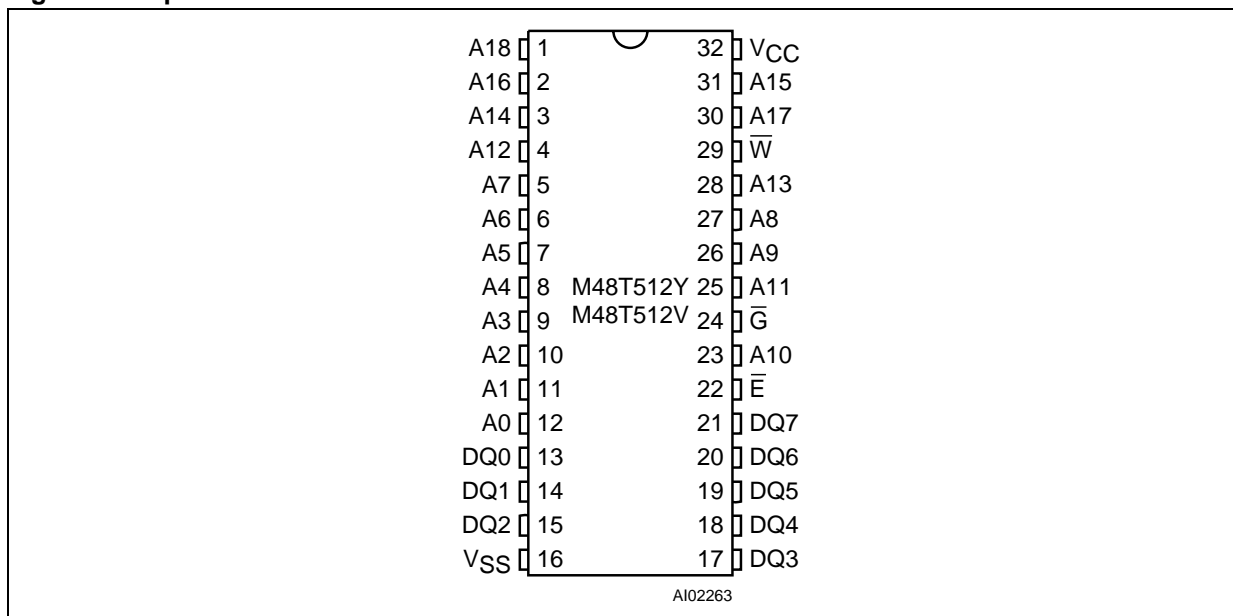 A18 1 32 VCC
A16 2 31 A15
A14 3 30 A17
A12 4 29 W̅
A7 5 28 A13
A6 6 27 A8
A5 7 26 A9
A4 8 M48T512Y 25 A11
A3 9 M48T512V 24 G̅
A2 10 23 A10
A1 11 22 E̅
A0 12 21 DQ7
DQ0 13 20 DQ6
DQ1 14 19 DQ5
DQ2 15 18 DQ4
VSS 16 17 DQ3
AI02263